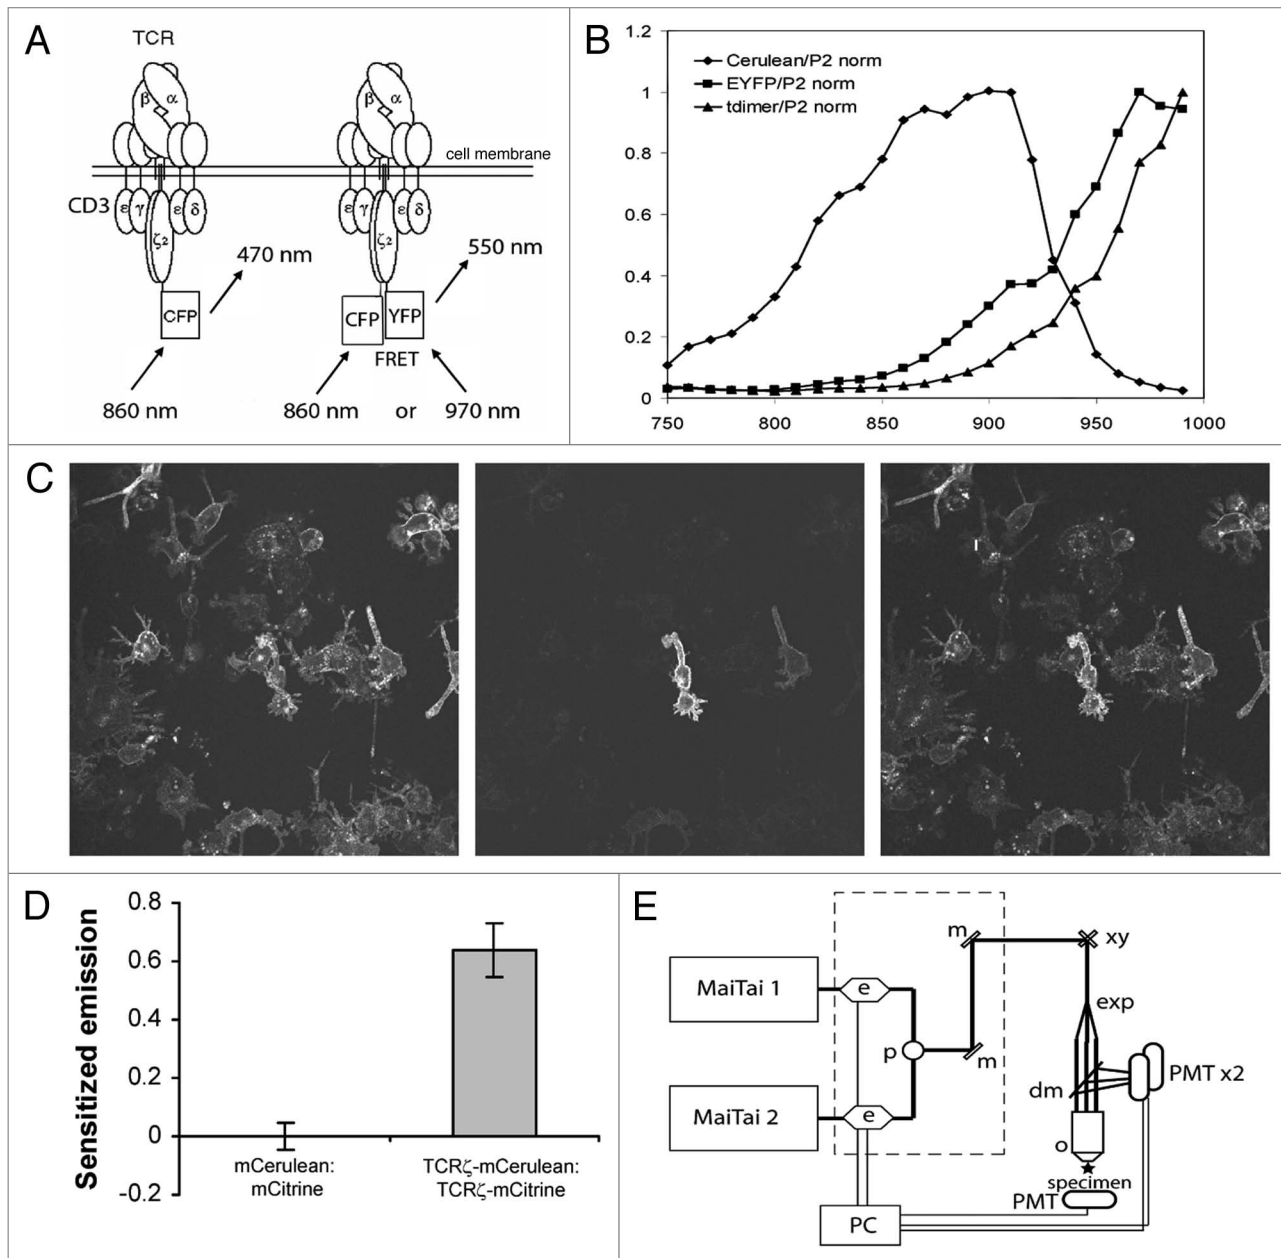 A
TCR
β α
β α
cell membrane
CD3
ε γ ε δ
ε γ ε δ
ζ2
ζ2
470 nm
550 nm
CFP
CFP YFP
FRET
860 nm
860 nm or 970 nm
B
1.2
1
0.8
0.6
0.4
0.2
0
Cerulean/P2 norm
EYFP/P2 norm
tdimer/P2 norm
750 800 850 900 950 1000
C
D
Sensitized emission
0.8
0.6
0.4
0.2
0
-0.2
mCerulean:
mCitrine
TCRζ-mCerulean:
TCRζ-mCitrine
E
MaiTai 1
MaiTai 2
e
e
p
m
m
xy
exp
dm
PMT x2
o
specimen
PMT
PC